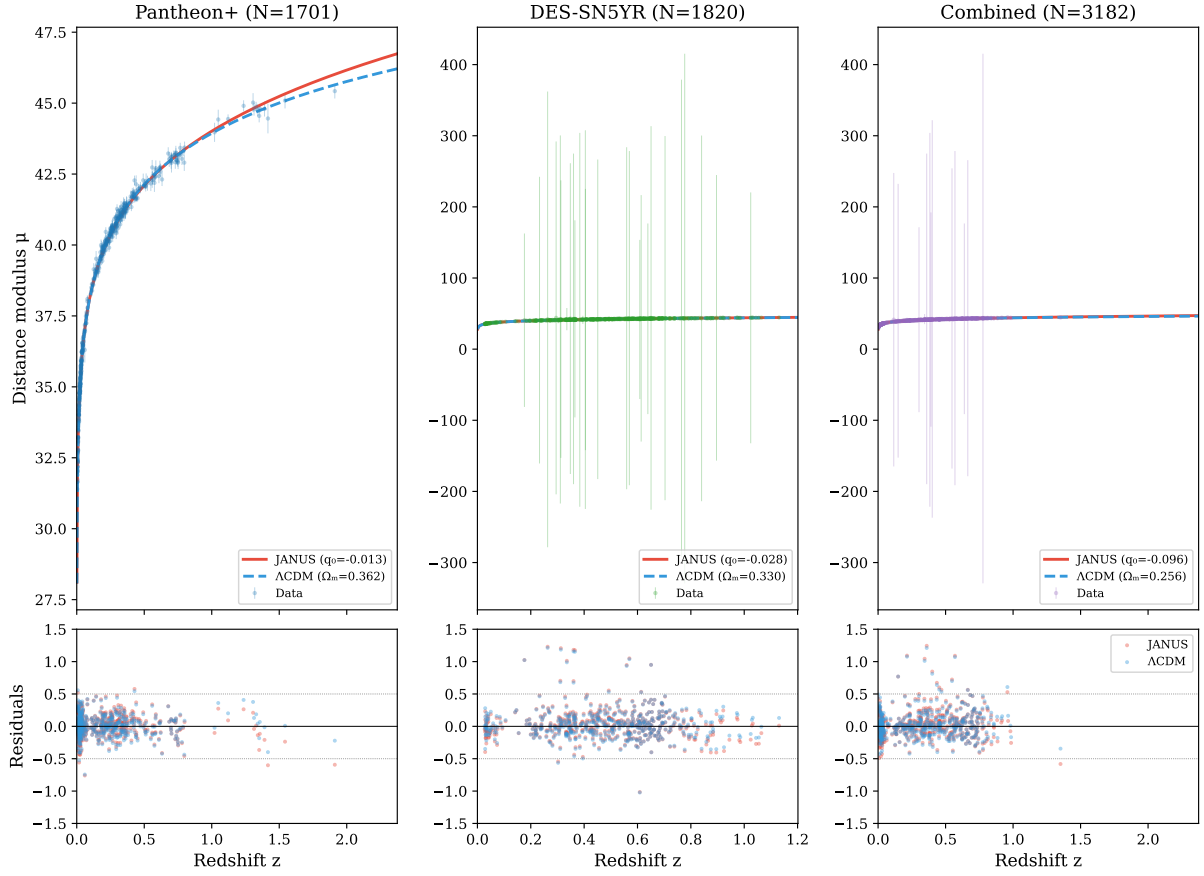 Pantheon+ (N=1701)
Distance modulus μ
47.5
45.0
42.5
40.0
37.5
35.0
32.5
30.0
27.5
JANUS (q₀=-0.013)
ΛCDM (Ωₘ=0.362)
Data
DES-SN5YR (N=1820)
400
300
200
100
0
−100
−200
−300
JANUS (q₀=-0.028)
ΛCDM (Ωₘ=0.330)
Data
Combined (N=3182)
400
300
200
100
0
−100
−200
−300
JANUS (q₀=-0.096)
ΛCDM (Ωₘ=0.256)
Data
Residuals
1.5
1.0
0.5
0.0
−0.5
−1.0
−1.5
0.0 0.5 1.0 1.5 2.0
Redshift z
1.5
1.0
0.5
0.0
−0.5
−1.0
−1.5
0.0 0.2 0.4 0.6 0.8 1.0 1.2
Redshift z
1.5
1.0
0.5
0.0
−0.5
−1.0
−1.5
JANUS
ΛCDM
0.0 0.5 1.0 1.5 2.0
Redshift z